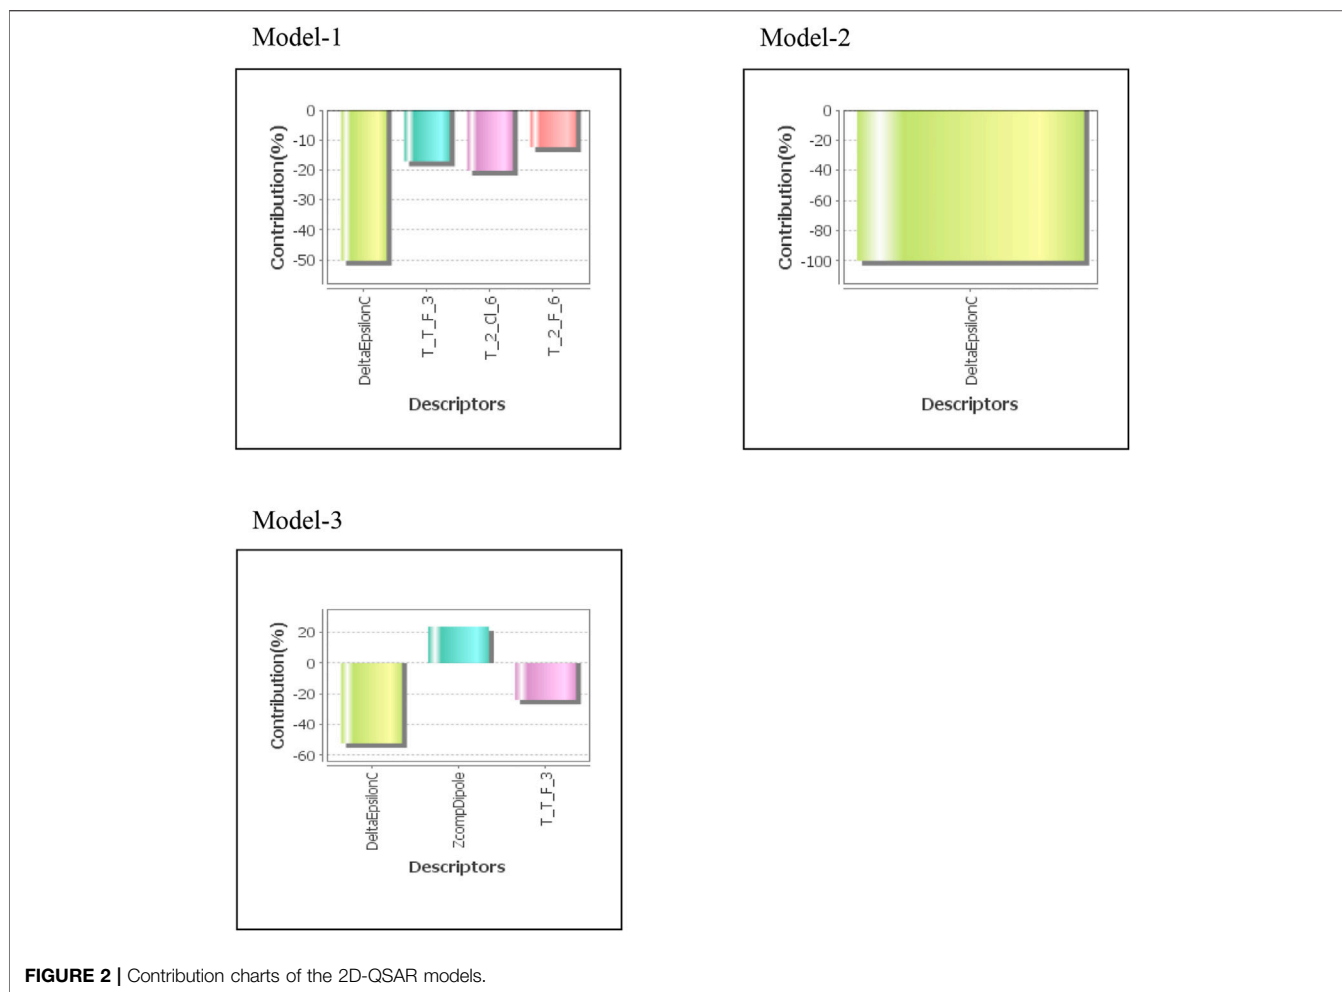 Model-1
0
-10
-20
-30
-40
-50
Contribution(%)
DeltaEpsilonC
T_T_F_3
T_2_Cl_6
T_2_F_6
Descriptors
Model-2
0
-20
-40
-60
-80
-100
Contribution(%)
DeltaEpsilonC
Descriptors
Model-3
20
0
-20
-40
-60
Contribution(%)
DeltaEpsilonC
ZcompDipole
T_T_F_3
Descriptors
FIGURE 2 | Contribution charts of the 2D-QSAR models.